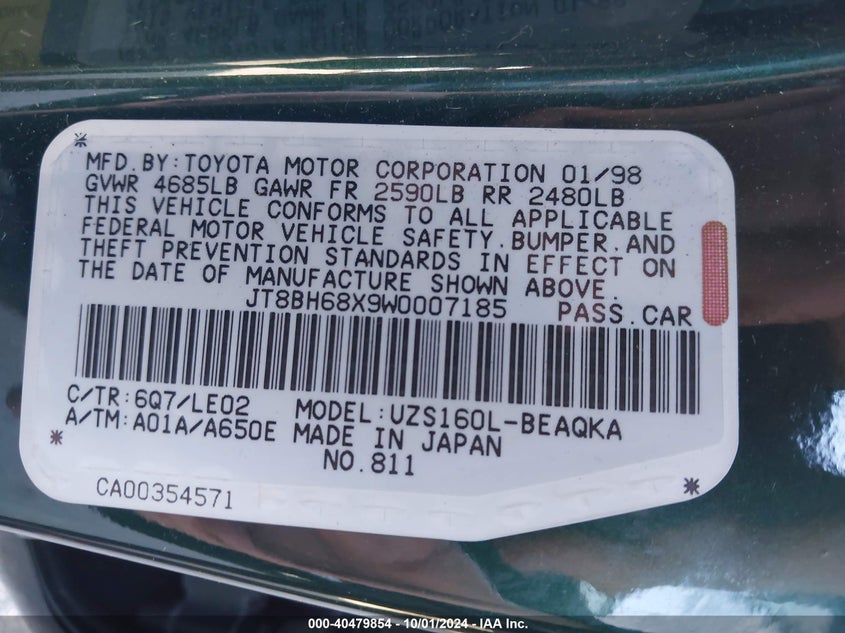 MFD.BY:TOYOTA MOTOR CORPORATION 01/98
GVWR 4685LB GAWR FR 2590LB RR 2480LB
THIS VEHICLE CONFORMS TO ALL APPLICABLE
FEDERAL MOTOR VEHICLE SAFETY.BUMPER.AND
THEFT PREVENTION STANDARDS IN EFFECT ON
THE DATE OF MANUFACTURE SHOWN ABOVE.
JT8BH68X9W0007185 PASS.CAR
C/TR:6Q7/LE02 MODEL:UZS160L-BEAQKA
A/TM:A01A/A650E MADE IN JAPAN
NO.811
CA00354571
000-40479854 - 10/01/2024 - IAA Inc.